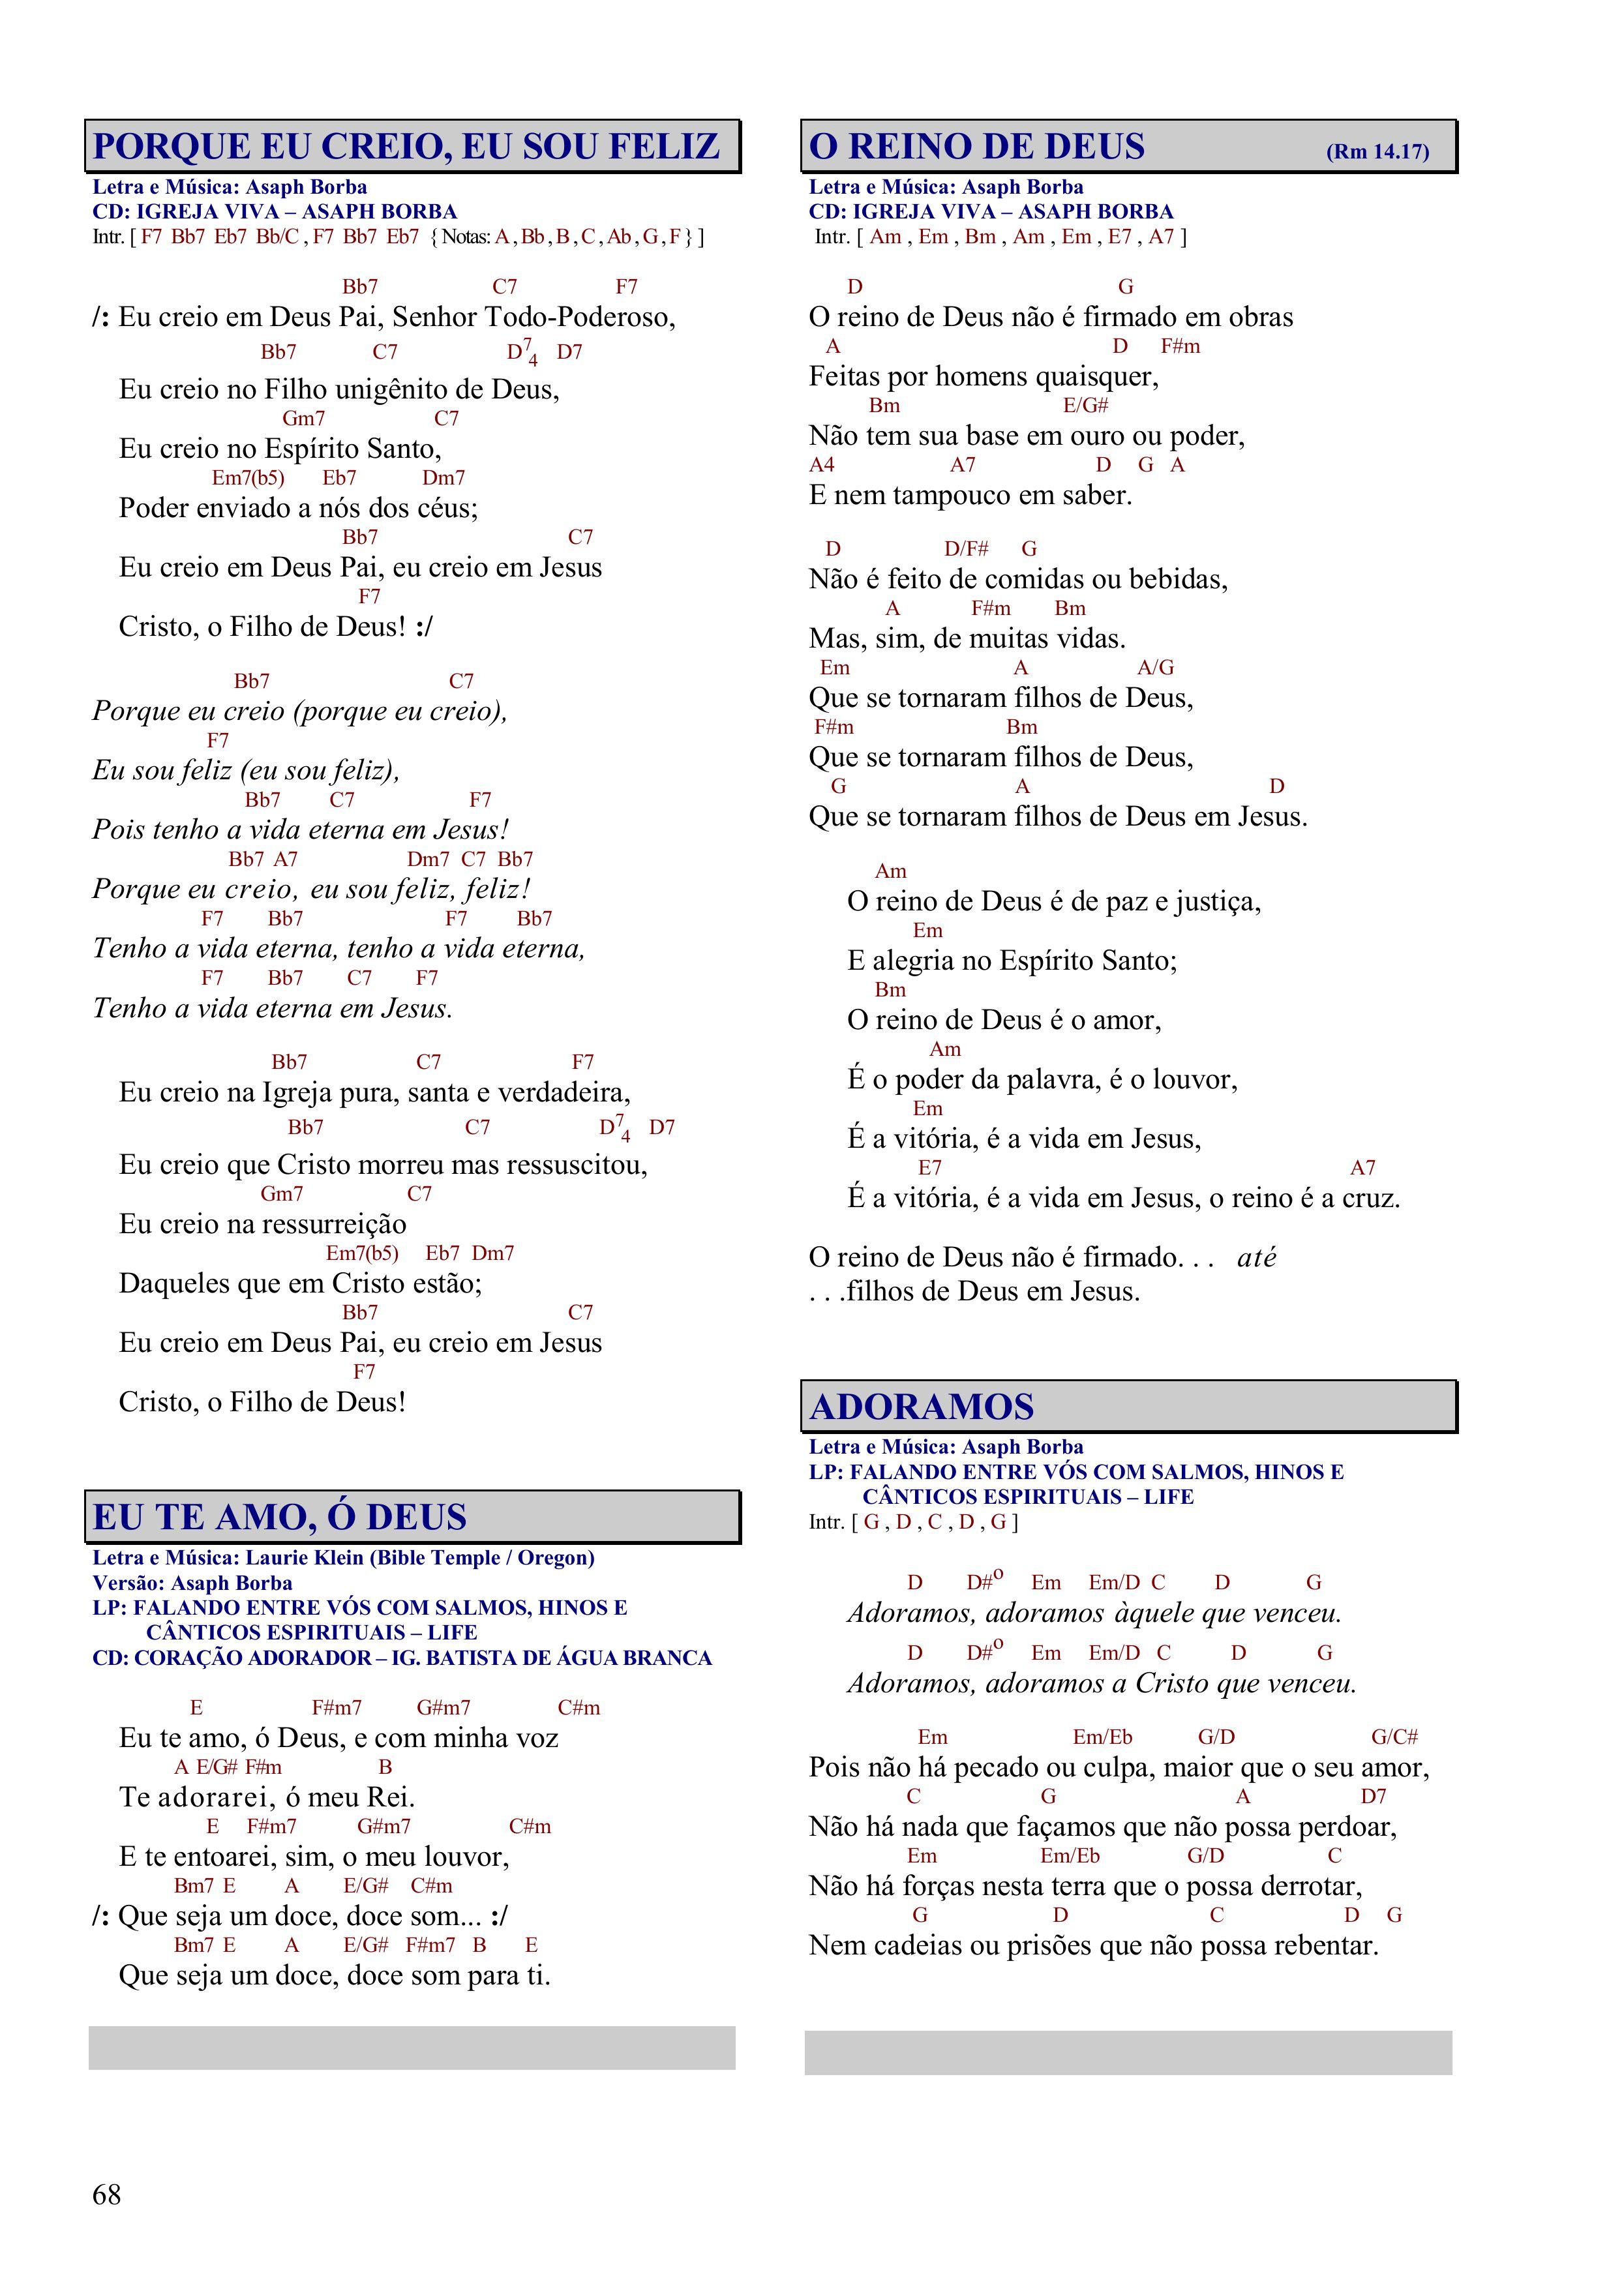 PORQUE EU CREIO, EU SOU FELIZ
Letra e Música: Asaph Borba
CD: IGREJA VIVA – ASAPH BORBA
Intr. [ F7 Bb7 Eb7 Bb/C , F7 Bb7 Eb7 { Notas: A , Bb , B , C , Ab , G , F } ]
Bb7 C7 F7
/: Eu creio em Deus Pai, Senhor Todo-Poderoso,
Bb7 C7 D7 4 D7
Eu creio no Filho unigênito de Deus,
Gm7 C7
Eu creio no Espírito Santo,
Em7(b5) Eb7 Dm7
Poder enviado a nós dos céus;
Bb7 C7
Eu creio em Deus Pai, eu creio em Jesus
F7
Cristo, o Filho de Deus! :/
Bb7 C7
Porque eu creio (porque eu creio),
F7
Eu sou feliz (eu sou feliz),
Bb7 C7 F7
Pois tenho a vida eterna em Jesus!
Bb7 A7 Dm7 C7 Bb7
Porque eu creio, eu sou feliz, feliz!
F7 Bb7 F7 Bb7
Tenho a vida eterna, tenho a vida eterna,
F7 Bb7 C7 F7
Tenho a vida eterna em Jesus.
Bb7 C7 F7
Eu creio na Igreja pura, santa e verdadeira,
Bb7 C7 D7 4 D7
Eu creio que Cristo morreu mas ressuscitou,
Gm7 C7
Eu creio na ressurreição
Em7(b5) Eb7 Dm7
Daqueles que em Cristo estão;
Bb7 C7
Eu creio em Deus Pai, eu creio em Jesus
F7
Cristo, o Filho de Deus!
EU TE AMO, Ó DEUS
Letra e Música: Laurie Klein (Bible Temple / Oregon)
Versão: Asaph Borba
LP: FALANDO ENTRE VÓS COM SALMOS, HINOS E
CÂNTICOS ESPIRITUAIS – LIFE
CD: CORAÇÃO ADORADOR – IG. BATISTA DE ÁGUA BRANCA
E F#m7 G#m7 C#m
Eu te amo, ó Deus, e com minha voz
A E/G# F#m B
Te adorarei, ó meu Rei.
E F#m7 G#m7 C#m
E te entoarei, sim, o meu louvor,
Bm7 E A E/G# C#m
/: Que seja um doce, doce som... :/
Bm7 E A E/G# F#m7 B E
Que seja um doce, doce som para ti.
O REINO DE DEUS (Rm 14.17)
Letra e Música: Asaph Borba
CD: IGREJA VIVA – ASAPH BORBA
Intr. [ Am , Em , Bm , Am , Em , E7 , A7 ]
D G
O reino de Deus não é firmado em obras
A D F#m
Feitas por homens quaisquer,
Bm E/G#
Não tem sua base em ouro ou poder,
A4 A7 D G A
E nem tampouco em saber.
D D/F# G
Não é feito de comidas ou bebidas,
A F#m Bm
Mas, sim, de muitas vidas.
Em A A/G
Que se tornaram filhos de Deus,
F#m Bm
Que se tornaram filhos de Deus,
G A D
Que se tornaram filhos de Deus em Jesus.
Am
O reino de Deus é de paz e justiça,
Em
E alegria no Espírito Santo;
Bm
O reino de Deus é o amor,
Am
É o poder da palavra, é o louvor,
Em
É a vitória, é a vida em Jesus,
E7 A7
É a vitória, é a vida em Jesus, o reino é a cruz.
O reino de Deus não é firmado. . . até
. . .filhos de Deus em Jesus.
ADORAMOS
Letra e Música: Asaph Borba
LP: FALANDO ENTRE VÓS COM SALMOS, HINOS E
CÂNTICOS ESPIRITUAIS – LIFE
Intr. [ G , D , C , D , G ]
D D#o Em Em/D C D G
Adoramos, adoramos àquele que venceu.
D D#o Em Em/D C D G
Adoramos, adoramos a Cristo que venceu.
Em Em/Eb G/D G/C#
Pois não há pecado ou culpa, maior que o seu amor,
C G A D7
Não há nada que façamos que não possa perdoar,
Em Em/Eb G/D C
Não há forças nesta terra que o possa derrotar,
G D C D G
Nem cadeias ou prisões que não possa rebentar.
68